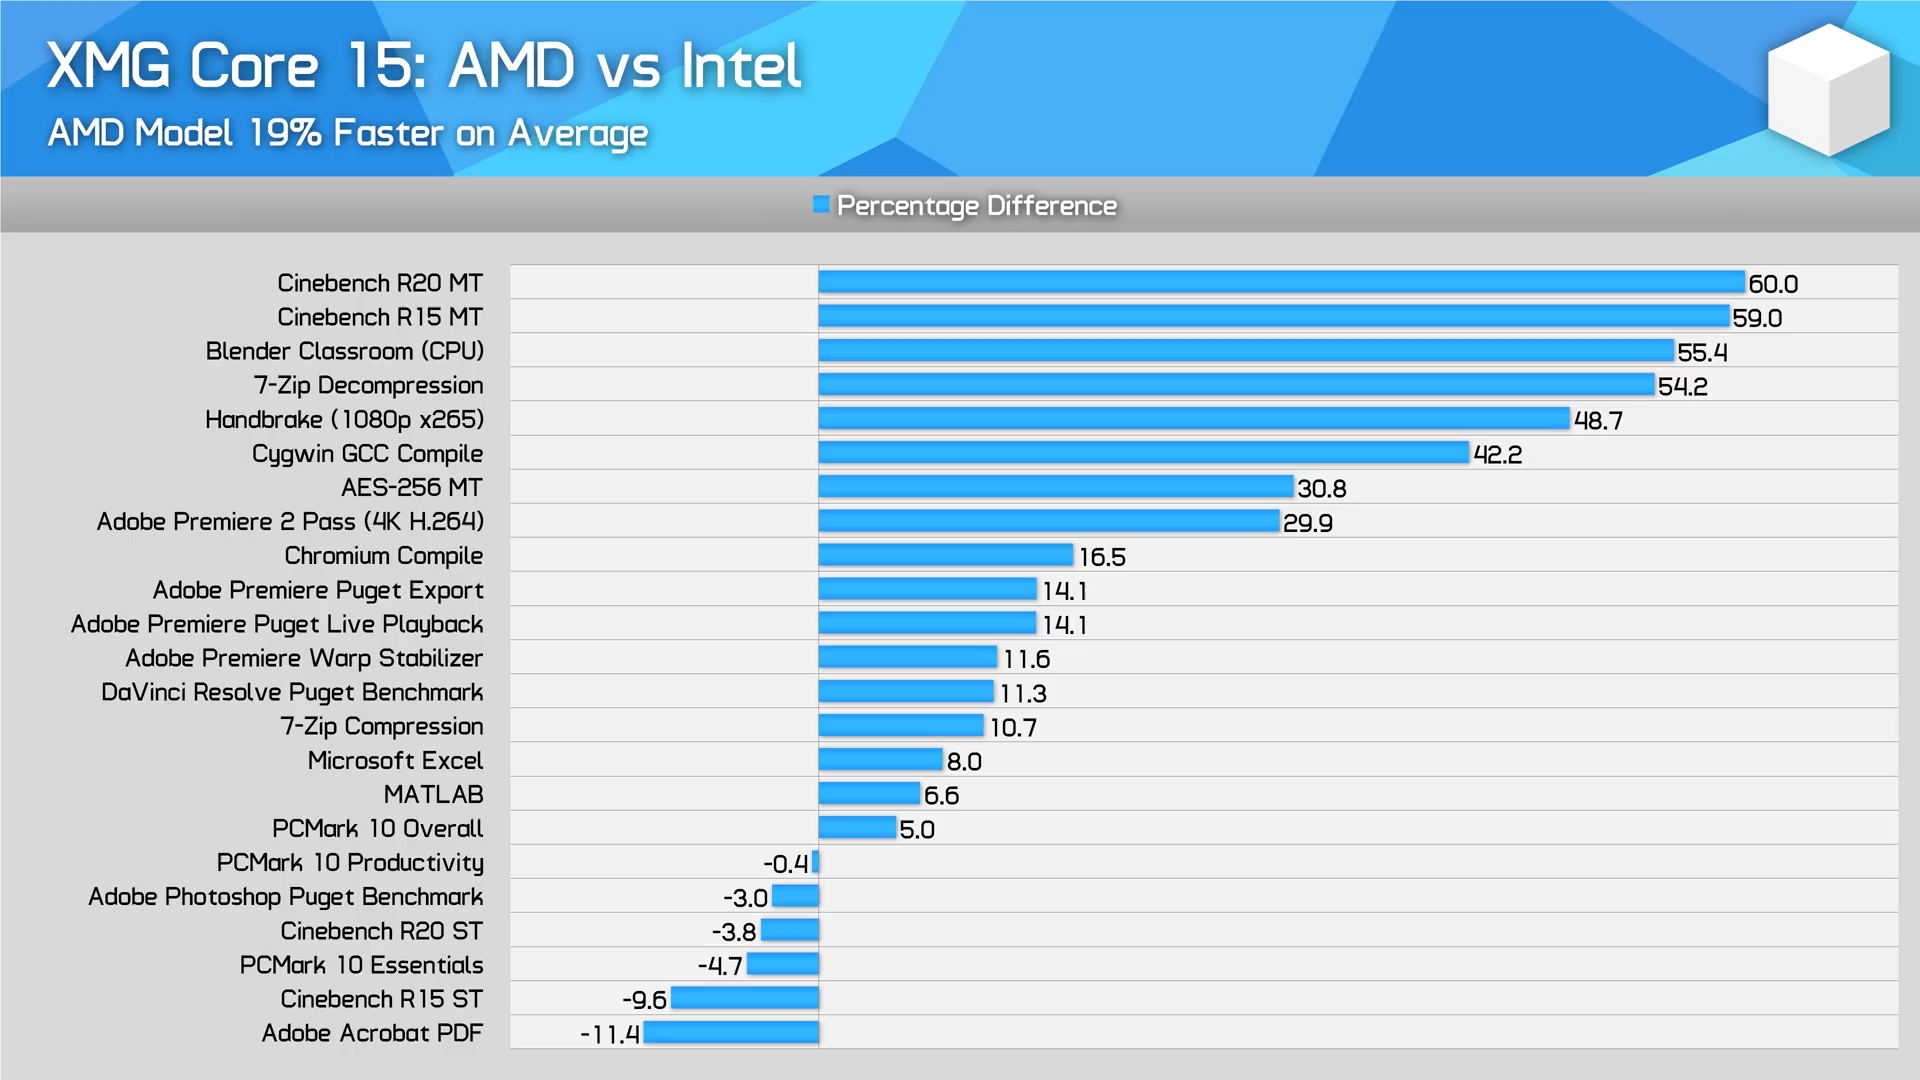 XMG Core 15: AMD vs Intel
AMD Model 19% Faster on Average
Percentage Difference
Cinebench R20 MT 60.0
Cinebench R15 MT 59.0
Blender Classroom (CPU) 55.4
7-Zip Decompression 54.2
Handbrake (1080p x265) 48.7
Cygwin GCC Compile 42.2
AES-256 MT 30.8
Adobe Premiere 2 Pass (4K H.264) 29.9
Chromium Compile 16.5
Adobe Premiere Puget Export 14.1
Adobe Premiere Puget Live Playback 14.1
Adobe Premiere Warp Stabilizer 11.6
DaVinci Resolve Puget Benchmark 11.3
7-Zip Compression 10.7
Microsoft Excel 8.0
MATLAB 6.6
PCMark 10 Overall 5.0
PCMark 10 Productivity -0.4
Adobe Photoshop Puget Benchmark -3.0
Cinebench R20 ST -3.8
PCMark 10 Essentials -4.7
Cinebench R15 ST -9.6
Adobe Acrobat PDF -11.4